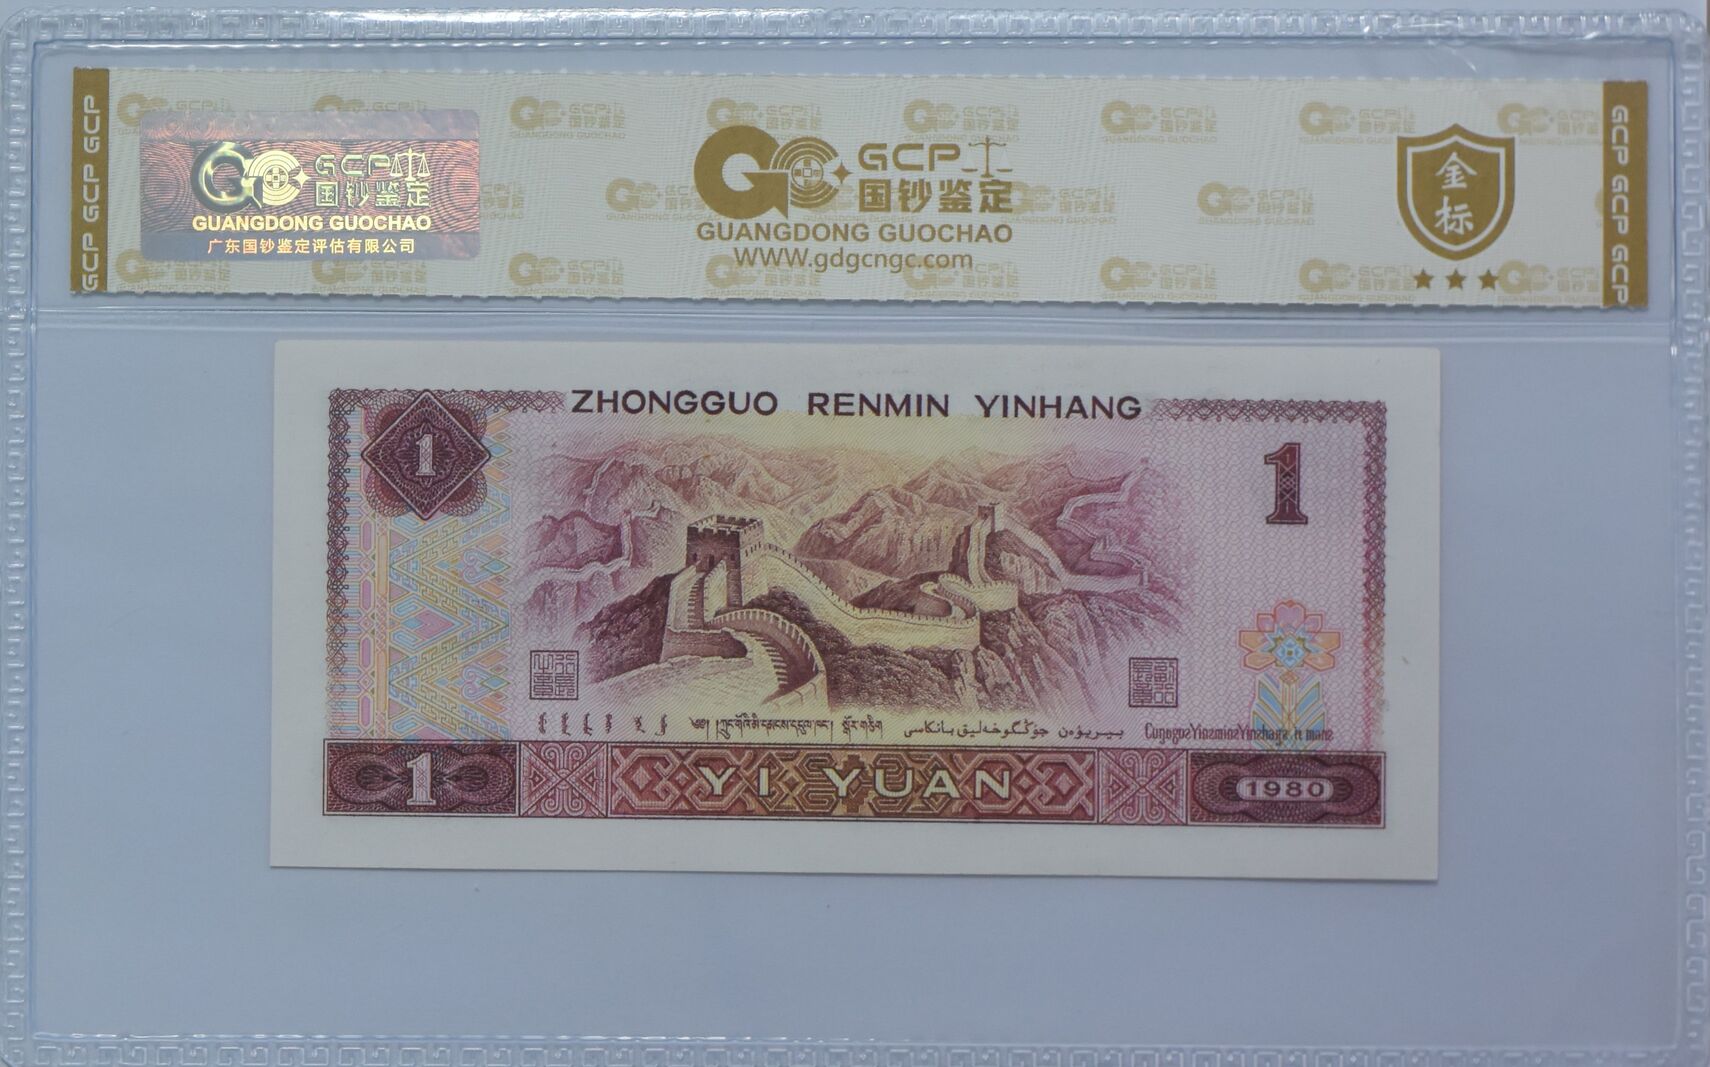 GCP GCP GCP
GCP
国钞鉴定
GUANGDONG GUOCHAO
广东国钞鉴定评估有限公司
GCP
国钞鉴定
GUANGDONG GUOCHAO
www.gdgcngc.com
金标
GCP GCP GCP
ZHONGGUO RENMIN YINHANG
1
1
1
YI YUAN
1980